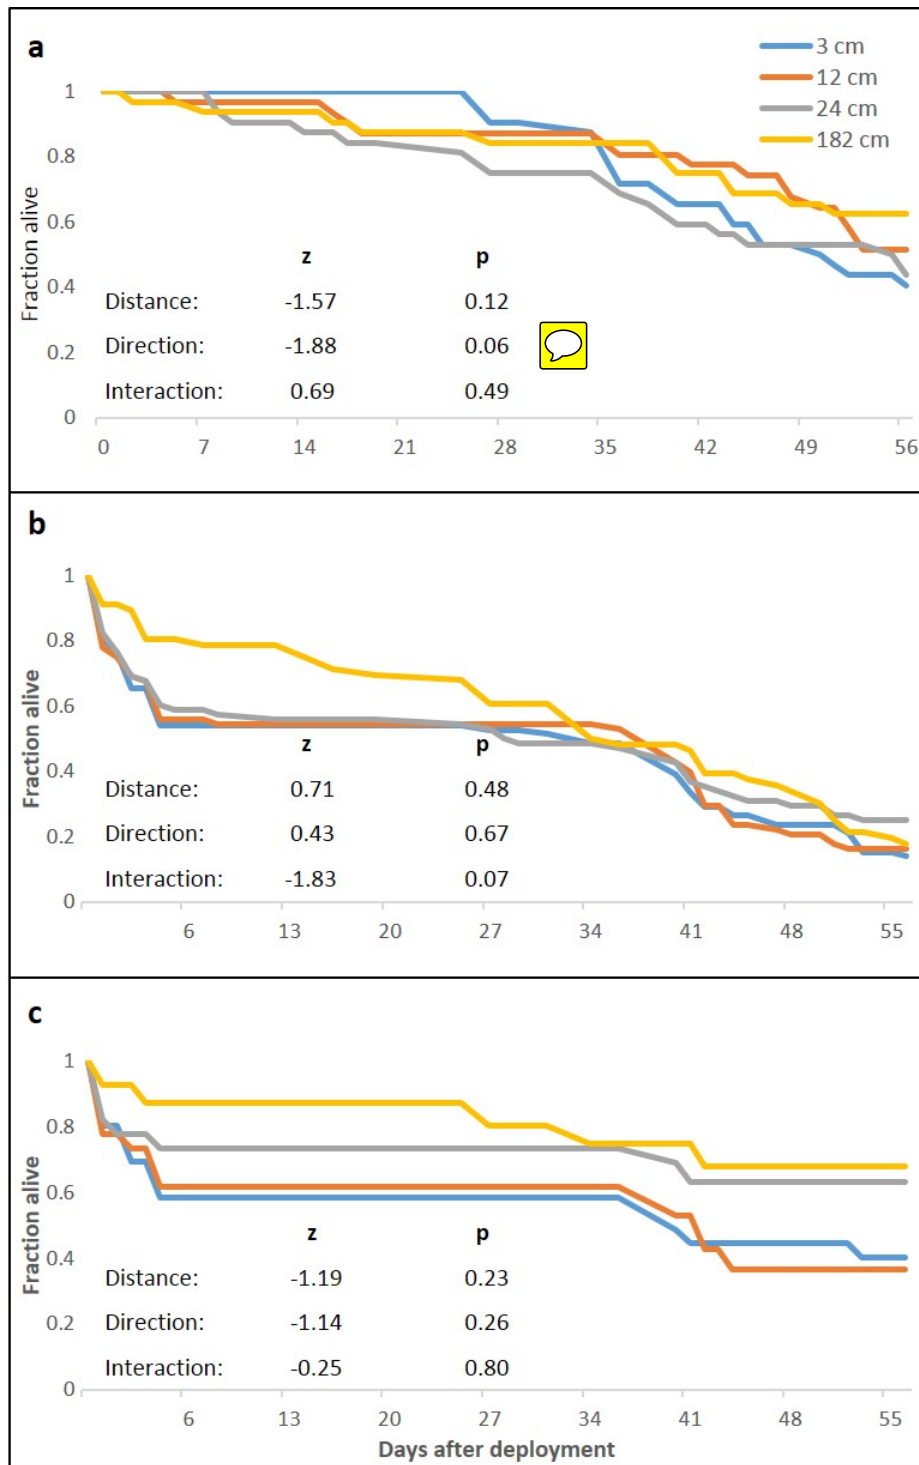 a
3 cm
12 cm
24 cm
182 cm
1
0.8
0.6
0.4
0.2
0
Fraction alive
z p
Distance: -1.57 0.12
Direction: -1.88 0.06
Interaction: 0.69 0.49
0 7 14 21 28 35 42 49 56
b
1
0.8
0.6
0.4
0.2
0
Fraction alive
z p
Distance: 0.71 0.48
Direction: 0.43 0.67
Interaction: -1.83 0.07
6 13 20 27 34 41 48 55
c
1
0.8
0.6
0.4
0.2
0
Fraction alive
z p
Distance: -1.19 0.23
Direction: -1.14 0.26
Interaction: -0.25 0.80
6 13 20 27 34 41 48 55
Days after deployment